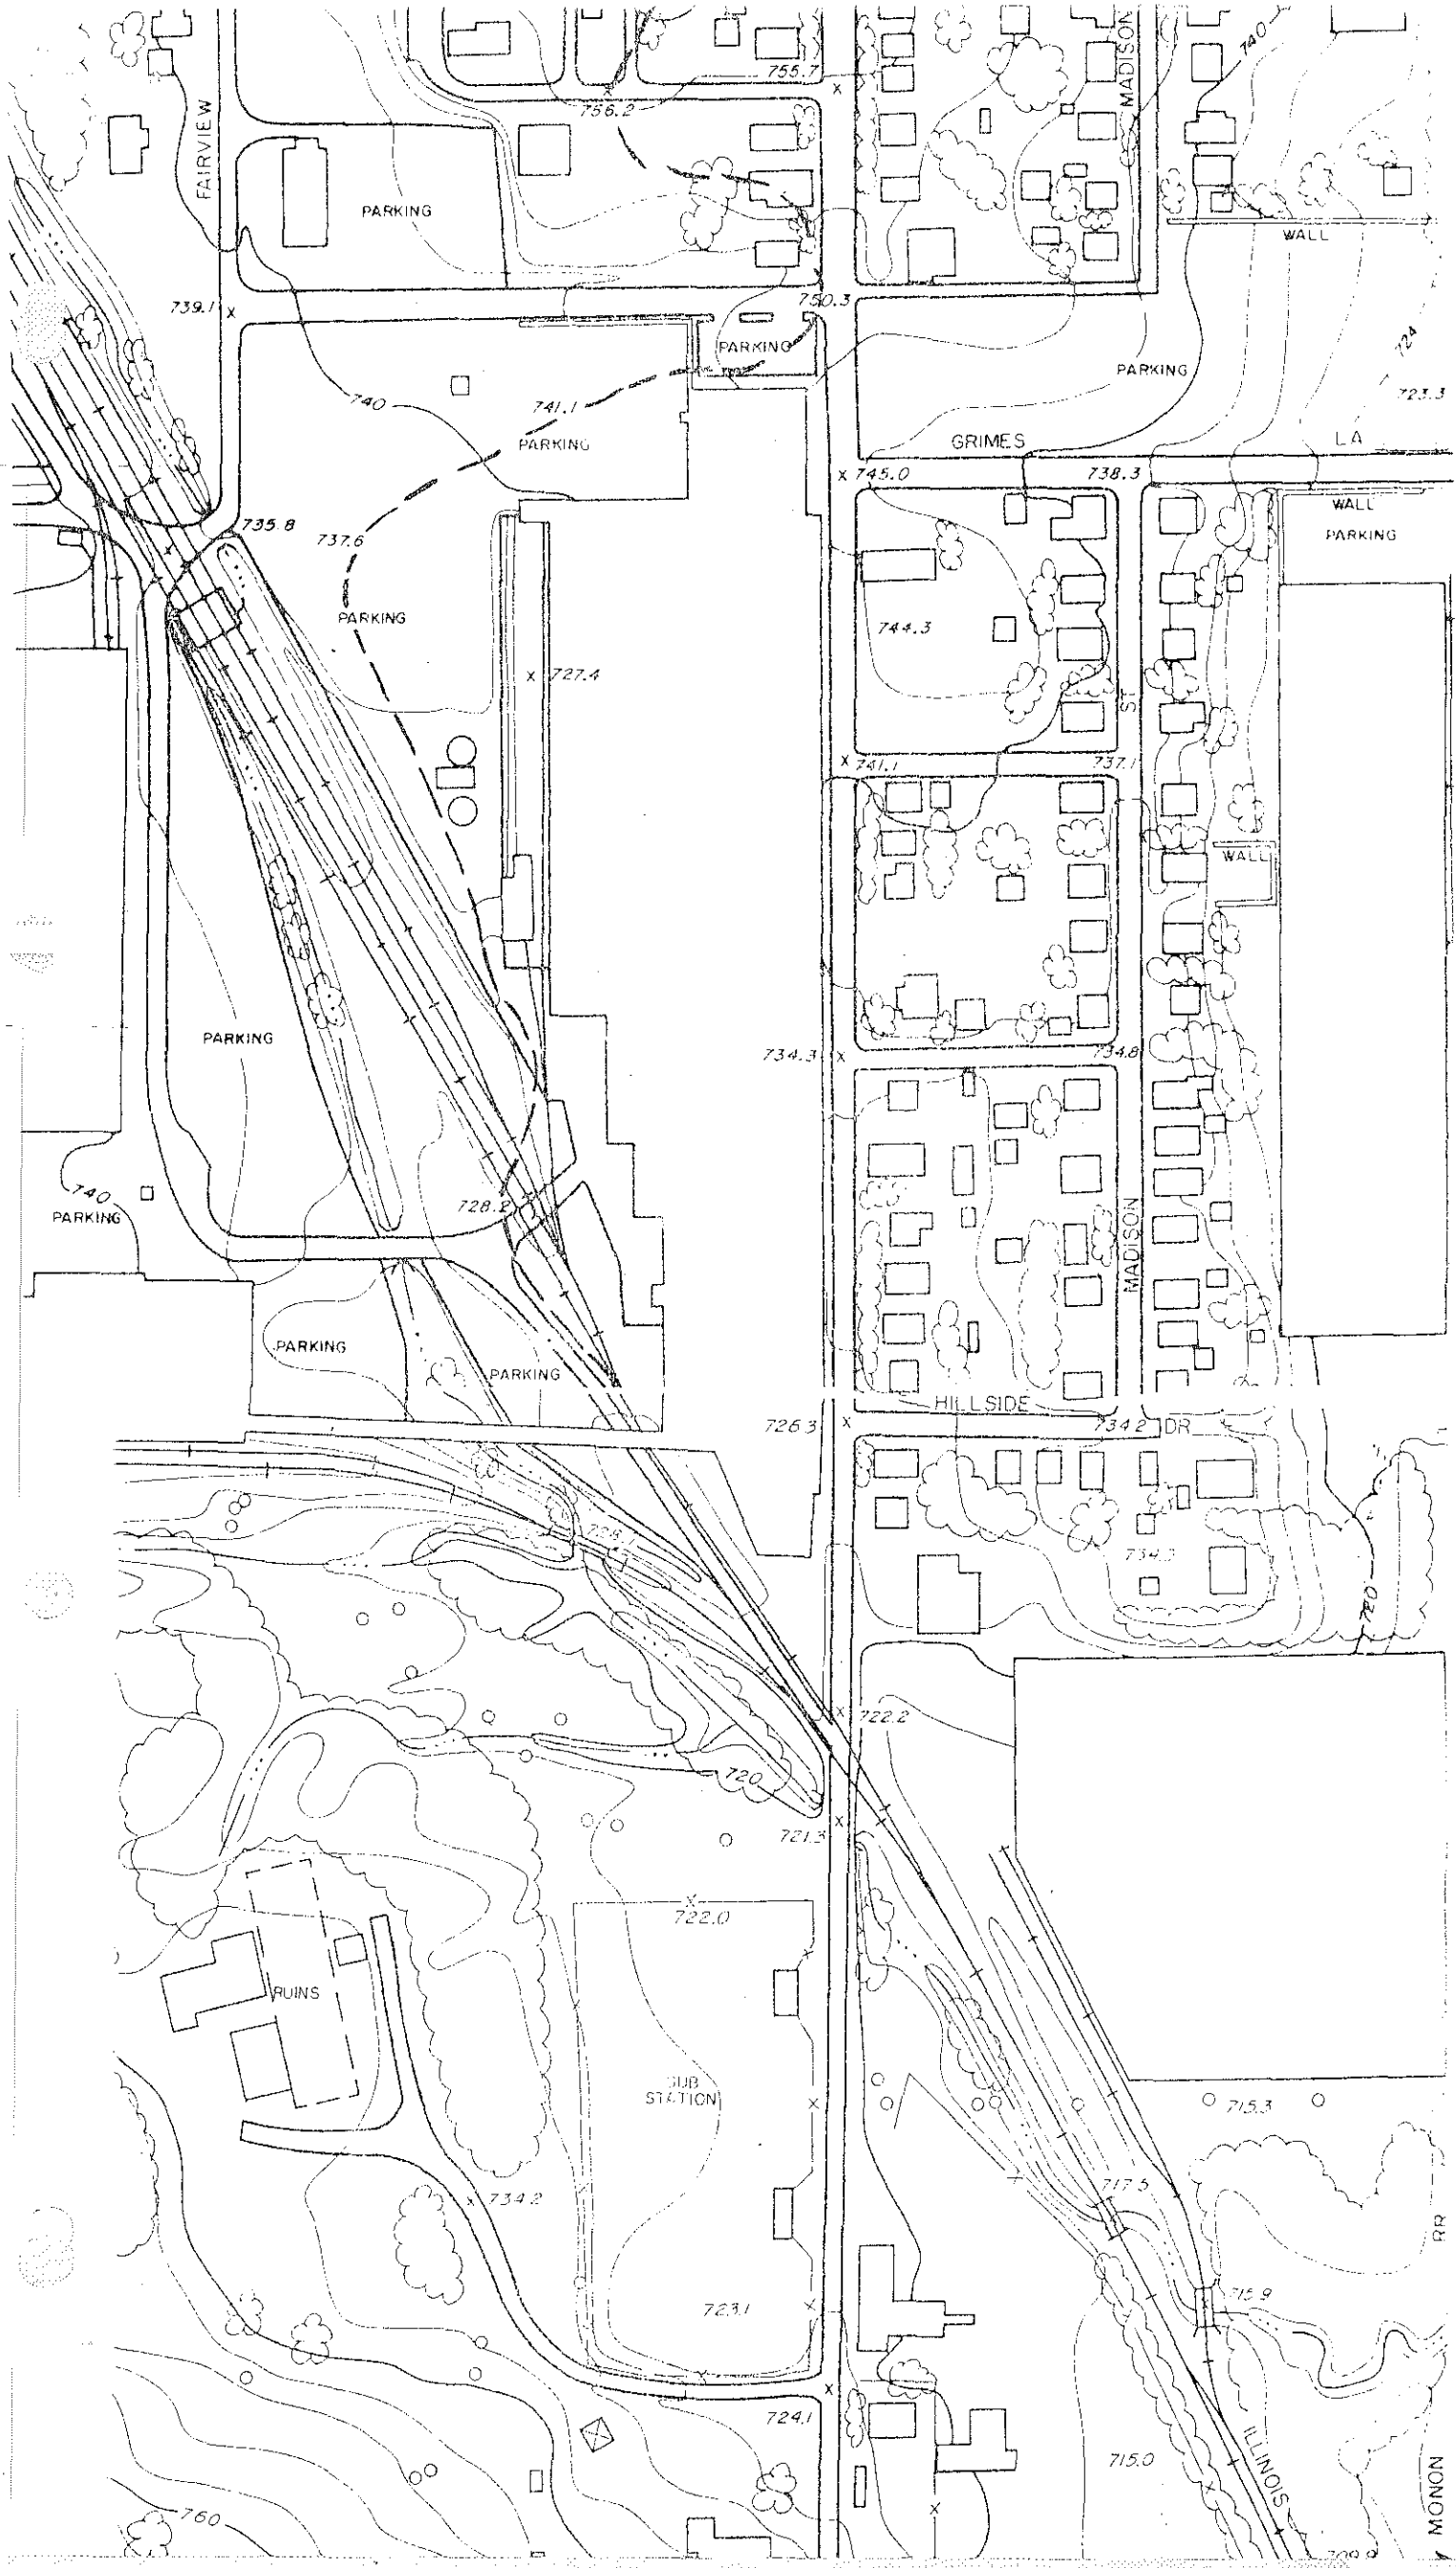 MADISON
740
755.7
756.2
FAIRVIEW
PARKING
WALL
739.1
750.3
PARKING
724
PARKING
723.3
740
741.1
PARKING
GRIMES
LA
745.0
738.3
WALL
PARKING
735.8
737.6
PARKING
744.3
727.4
ST
741.1
737.1
WALL
PARKING
734.3
734.8
740
PARKING
728.2
MADISON
PARKING
PARKING
HILLSIDE
DR
726.3
734.2
720
722.2
720
721.3
722.0
RUINS
SUB
STATION
715.3
717.5
734.2
RR
715.9
723.1
724.1
715.0
ILLINOIS
MONON
760